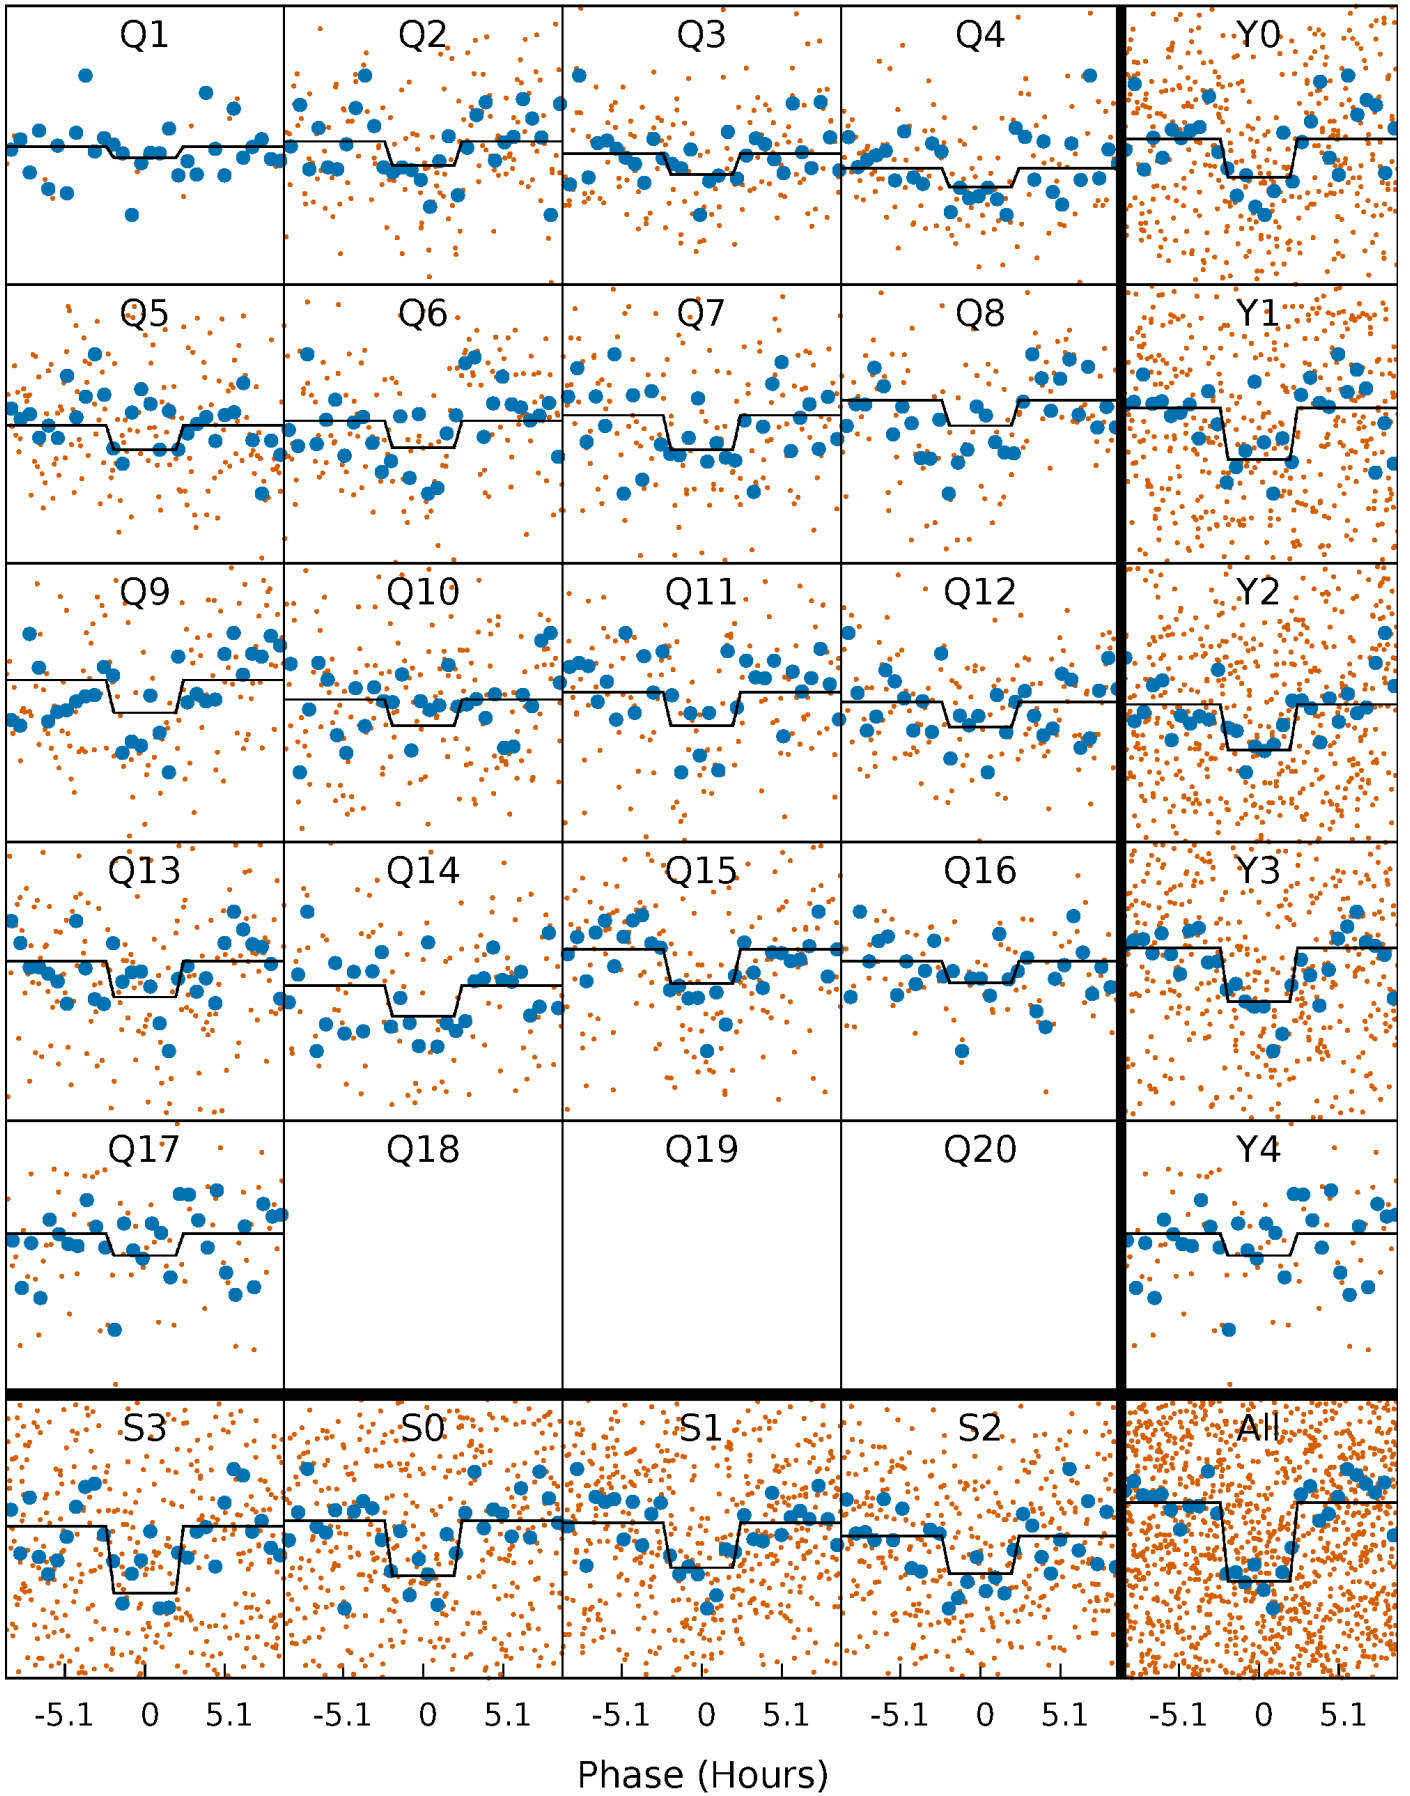 Q1 Q2 Q3 Q4 Y0
Q5 Q6 Q7 Q8 Y1
Q9 Q10 Q11 Q12 Y2
Q13 Q14 Q15 Q16 Y3
Q17 Q18 Q19 Q20 Y4
S3 S0 S1 S2 All
-5.1 0 5.1 -5.1 0 5.1 -5.1 0 5.1 -5.1 0 5.1 -5.1 0 5.1
Phase (Hours)